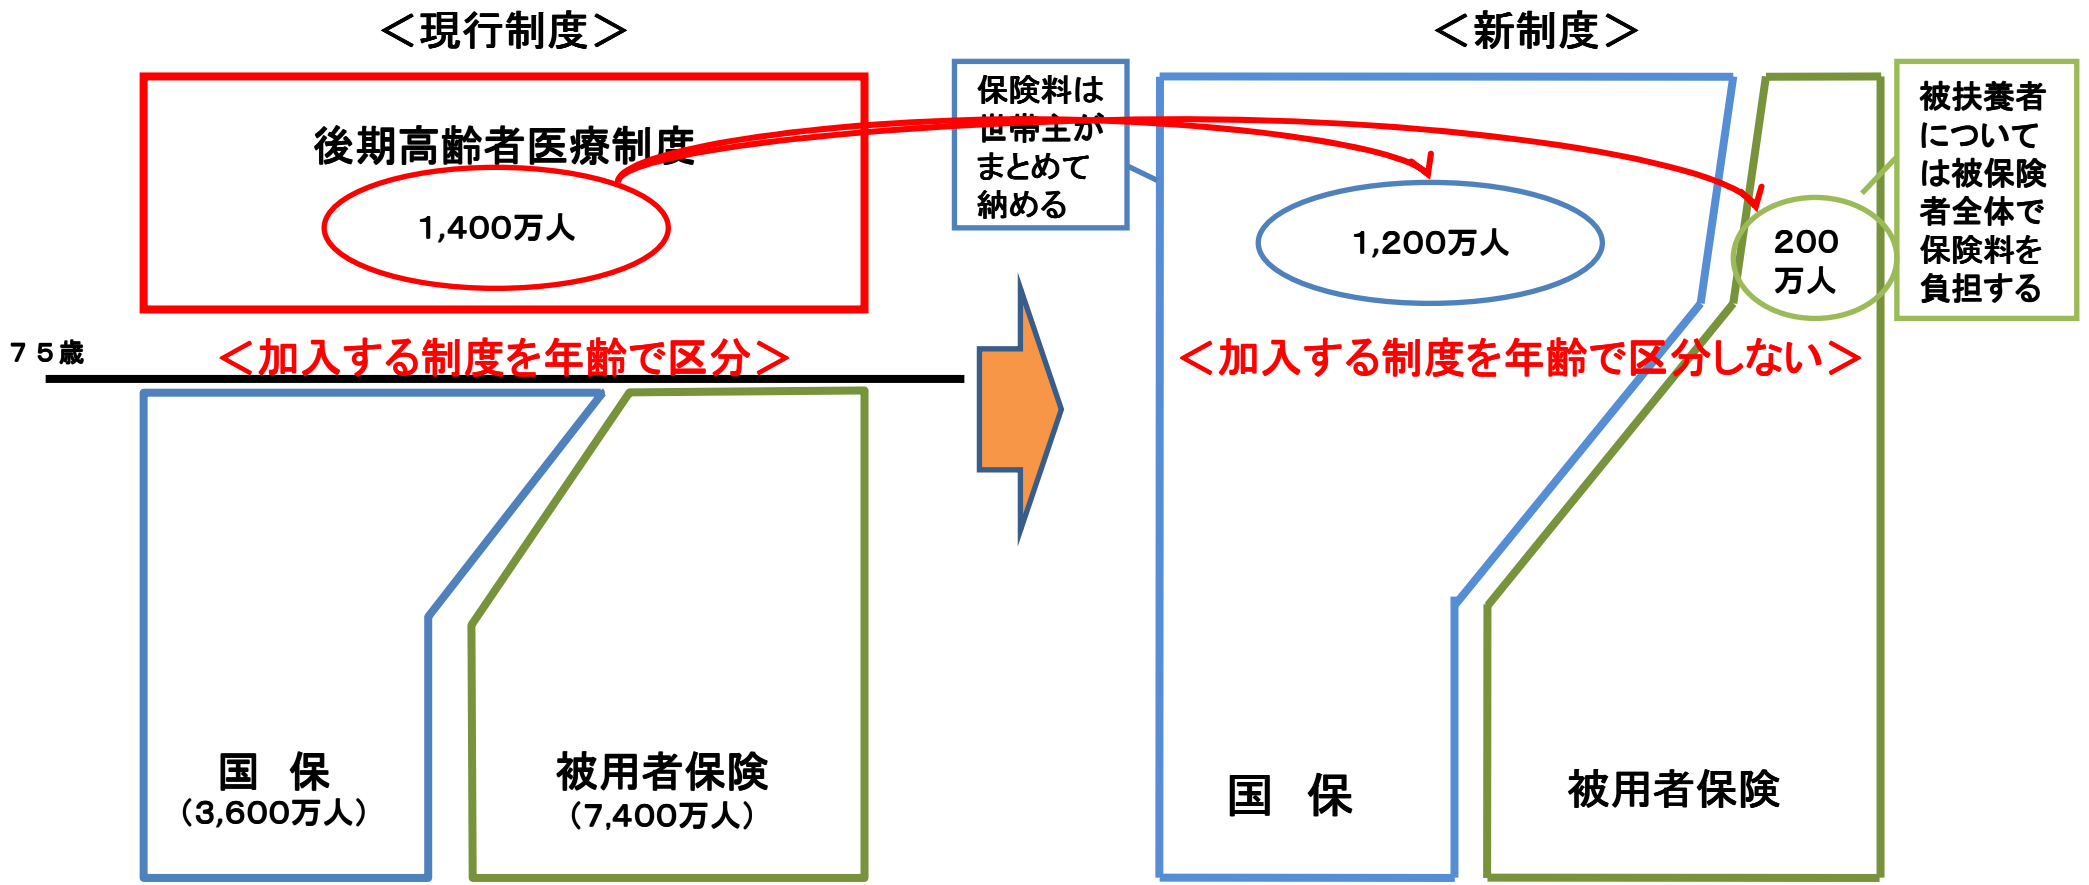 ＜現行制度＞
後期高齢者医療制度
1,400万人
７５歳
＜加入する制度を年齢で区分＞
国　保
（3,600万人）
被用者保険
（7,400万人）
＜新制度＞
保険料は
世帯主が
まとめて
納める
1,200万人
200
万人
被扶養者
について
は被保険
者全体で
保険料を
負担する
＜加入する制度を年齢で区分しない＞
国　保
被用者保険